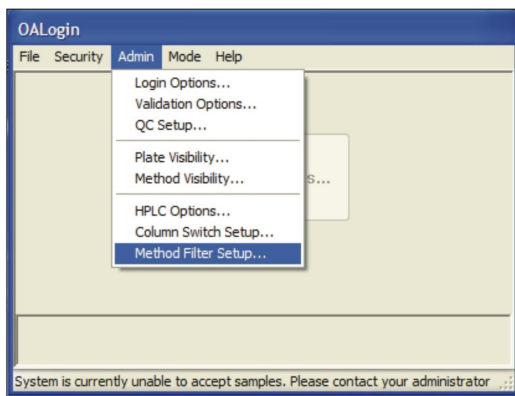 OALogin
File Security Admin Mode Help
Login Options...
Validation Options...
QC Setup...
Plate Visibility...
Method Visibility...
s...
HPLC Options...
Column Switch Setup...
Method Filter Setup...
System is currently unable to accept samples. Please contact your administrator